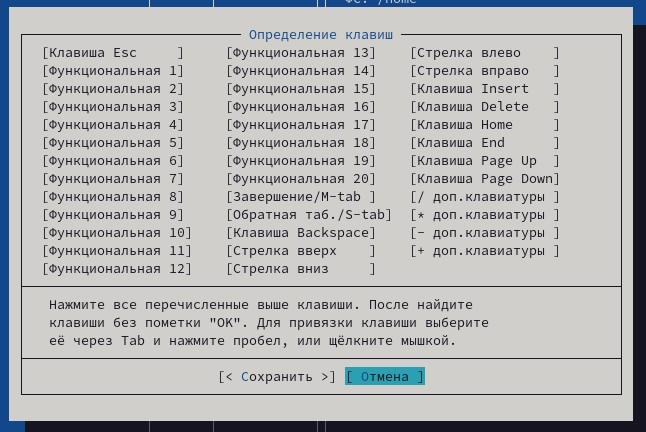 ФС: /home
Определение клавиш
[Клавиша Esc     ]    [Функциональная 13]    [Стрелка влево    ]
[Функциональная 1]    [Функциональная 14]    [Стрелка вправо   ]
[Функциональная 2]    [Функциональная 15]    [Клавиша Insert   ]
[Функциональная 3]    [Функциональная 16]    [Клавиша Delete   ]
[Функциональная 4]    [Функциональная 17]    [Клавиша Home     ]
[Функциональная 5]    [Функциональная 18]    [Клавиша End      ]
[Функциональная 6]    [Функциональная 19]    [Клавиша Page Up  ]
[Функциональная 7]    [Функциональная 20]    [Клавиша Page Down]
[Функциональная 8]    [Завершение/M-tab ]    [/ доп.клавиатуры ]
[Функциональная 9]    [Обратная таб./S-tab]  [* доп.клавиатуры ]
[Функциональная 10]   [Клавиша Backspace]    [- доп.клавиатуры ]
[Функциональная 11]   [Стрелка вверх    ]    [+ доп.клавиатуры ]
[Функциональная 12]   [Стрелка вниз     ]
Нажмите все перечисленные выше клавиши. После найдите
клавиши без пометки "OK". Для привязки клавиши выберите
её через Tab и нажмите пробел, или щёлкните мышкой.
[< Сохранить >] [ Отмена ]